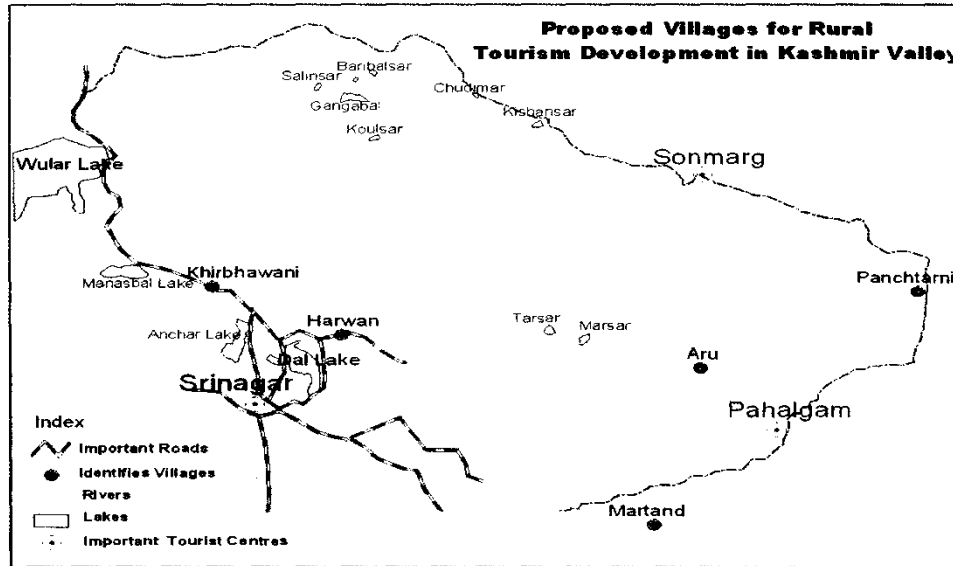 Proposed Villages for Rural
Tourism Development in Kashmir Valley
Baribalsar
Salinsar
Chudimar
Gangabal
Kishansar
Koulsar
Wular Lake
Sonmarg
Khirbhawani
Manasbal Lake
Panchtarni
Harwan
Tarsar
Marsar
Anchar Lake
Dal Lake
Aru
Srinagar
Pahalgam
Index
Important Roads
Identifies Villages
Rivers
Lakes
Important Tourist Centres
Martand